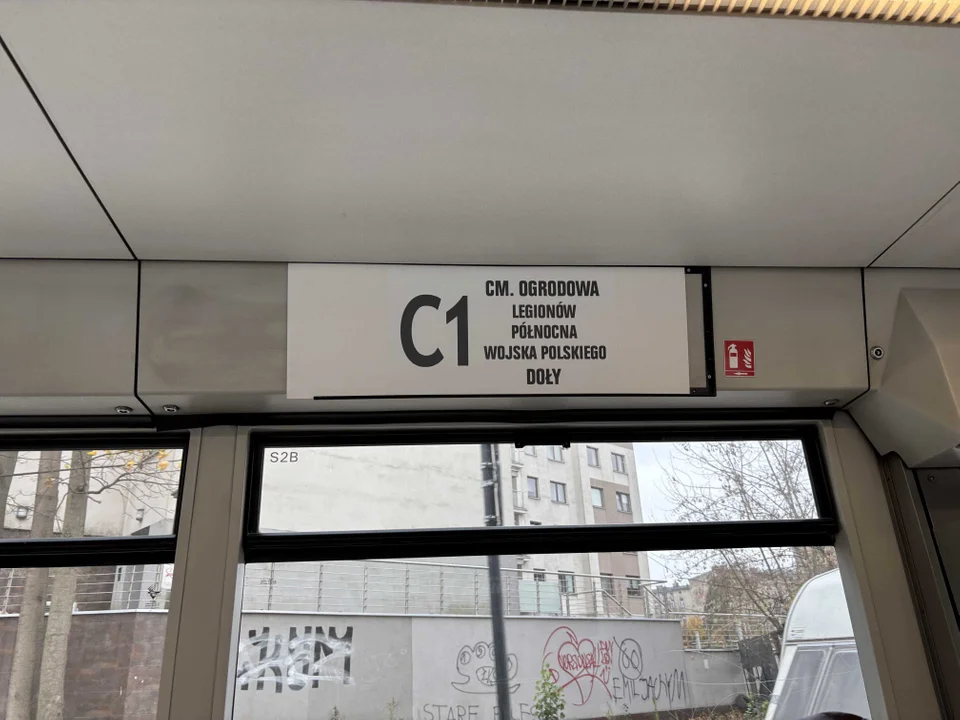 C1
CM. OGRODOWA
LEGIONÓW
PÓŁNOCNA
WOJSKA POLSKIEGO
DOŁY
S2B